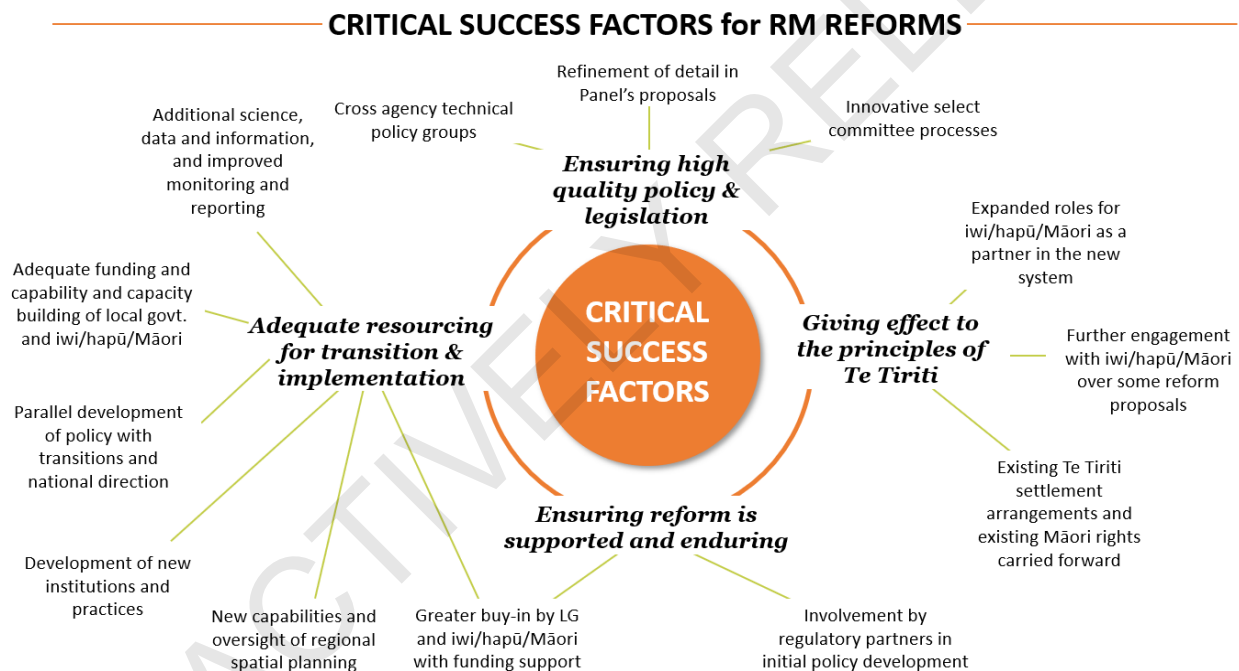 CRITICAL SUCCESS FACTORS for RM REFORMS
Refinement of detail in
Panel's proposals
Cross agency technical
policy groups
Innovative select
committee processes
Additional science,
data and information,
and improved
monitoring and
reporting
Ensuring high
quality policy &
legislation
Expanded roles for
iwi/hapū/Māori as a
partner in the new
system
Adequate funding and
capability and capacity
building of local govt.
and iwi/hapū/Māori
Adequate resourcing
for transition &
implementation
CRITICAL
SUCCESS
FACTORS
Giving effect to
the principles of
Te Tiriti
Further engagement
with iwi/hapū/Māori
over some reform
proposals
Parallel development
of policy with
transitions and
national direction
Existing Te Tiriti
settlement
arrangements and
existing Māori rights
carried forward
Ensuring reform is
supported and enduring
Development of new
institutions and
practices
New capabilities and
oversight of regional
spatial planning
Greater buy-in by LG
and iwi/hapū/Māori
with funding support
Involvement by
regulatory partners in
initial policy development